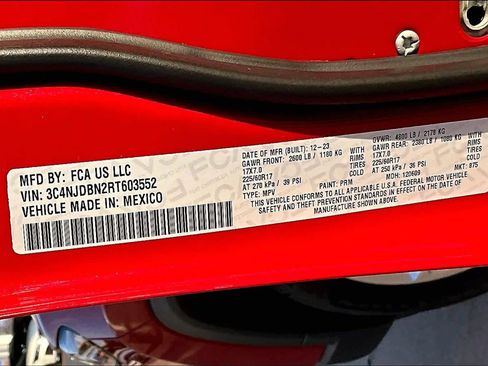 MFD BY: FCA US LLC
VIN: 3C4NJDBN2RT603552
VEHICLE MADE IN: MEXICO
DATE OF MFR (BUILT): 12-23
GAWR FRONT: 2600 LB / 1180 KG WITH
17X7.0 RIMS
225/60R17 TIRES
AT 270 kPa / 39 PSI COLD
TYPE: MPV
PAINT: PRM
GVWR: 4800 LB / 2178 KG
GAWR REAR: 2380 LB / 1080 KG WITH
17X7.0 RIMS
225/60R17 TIRES
AT 250 kPa / 36 PSI COLD
MDH: 120609
MKT: 875
CONFORMS TO ALL APPLICABLE U.S.A. FEDERAL MOTOR VEHICLE
SAFETY AND THEFT PREVENTION STANDARDS IN EFFECT ON THE DATE OF
MANUFACTURE SHOWN ABOVE.